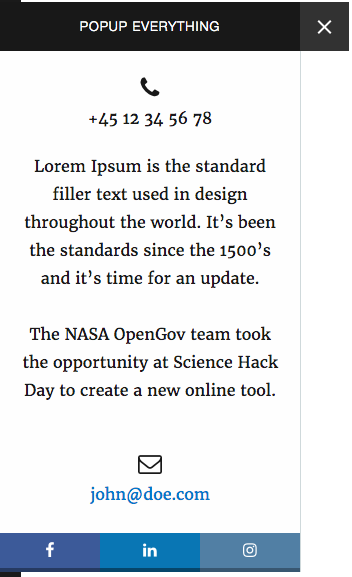 POPUP EVERYTHING
+45 12 34 56 78
Lorem Ipsum is the standard
filler text used in design
throughout the world. It’s been
the standards since the 1500’s
and it’s time for an update.
The NASA OpenGov team took
the opportunity at Science Hack
Day to create a new online tool.
john@doe.com